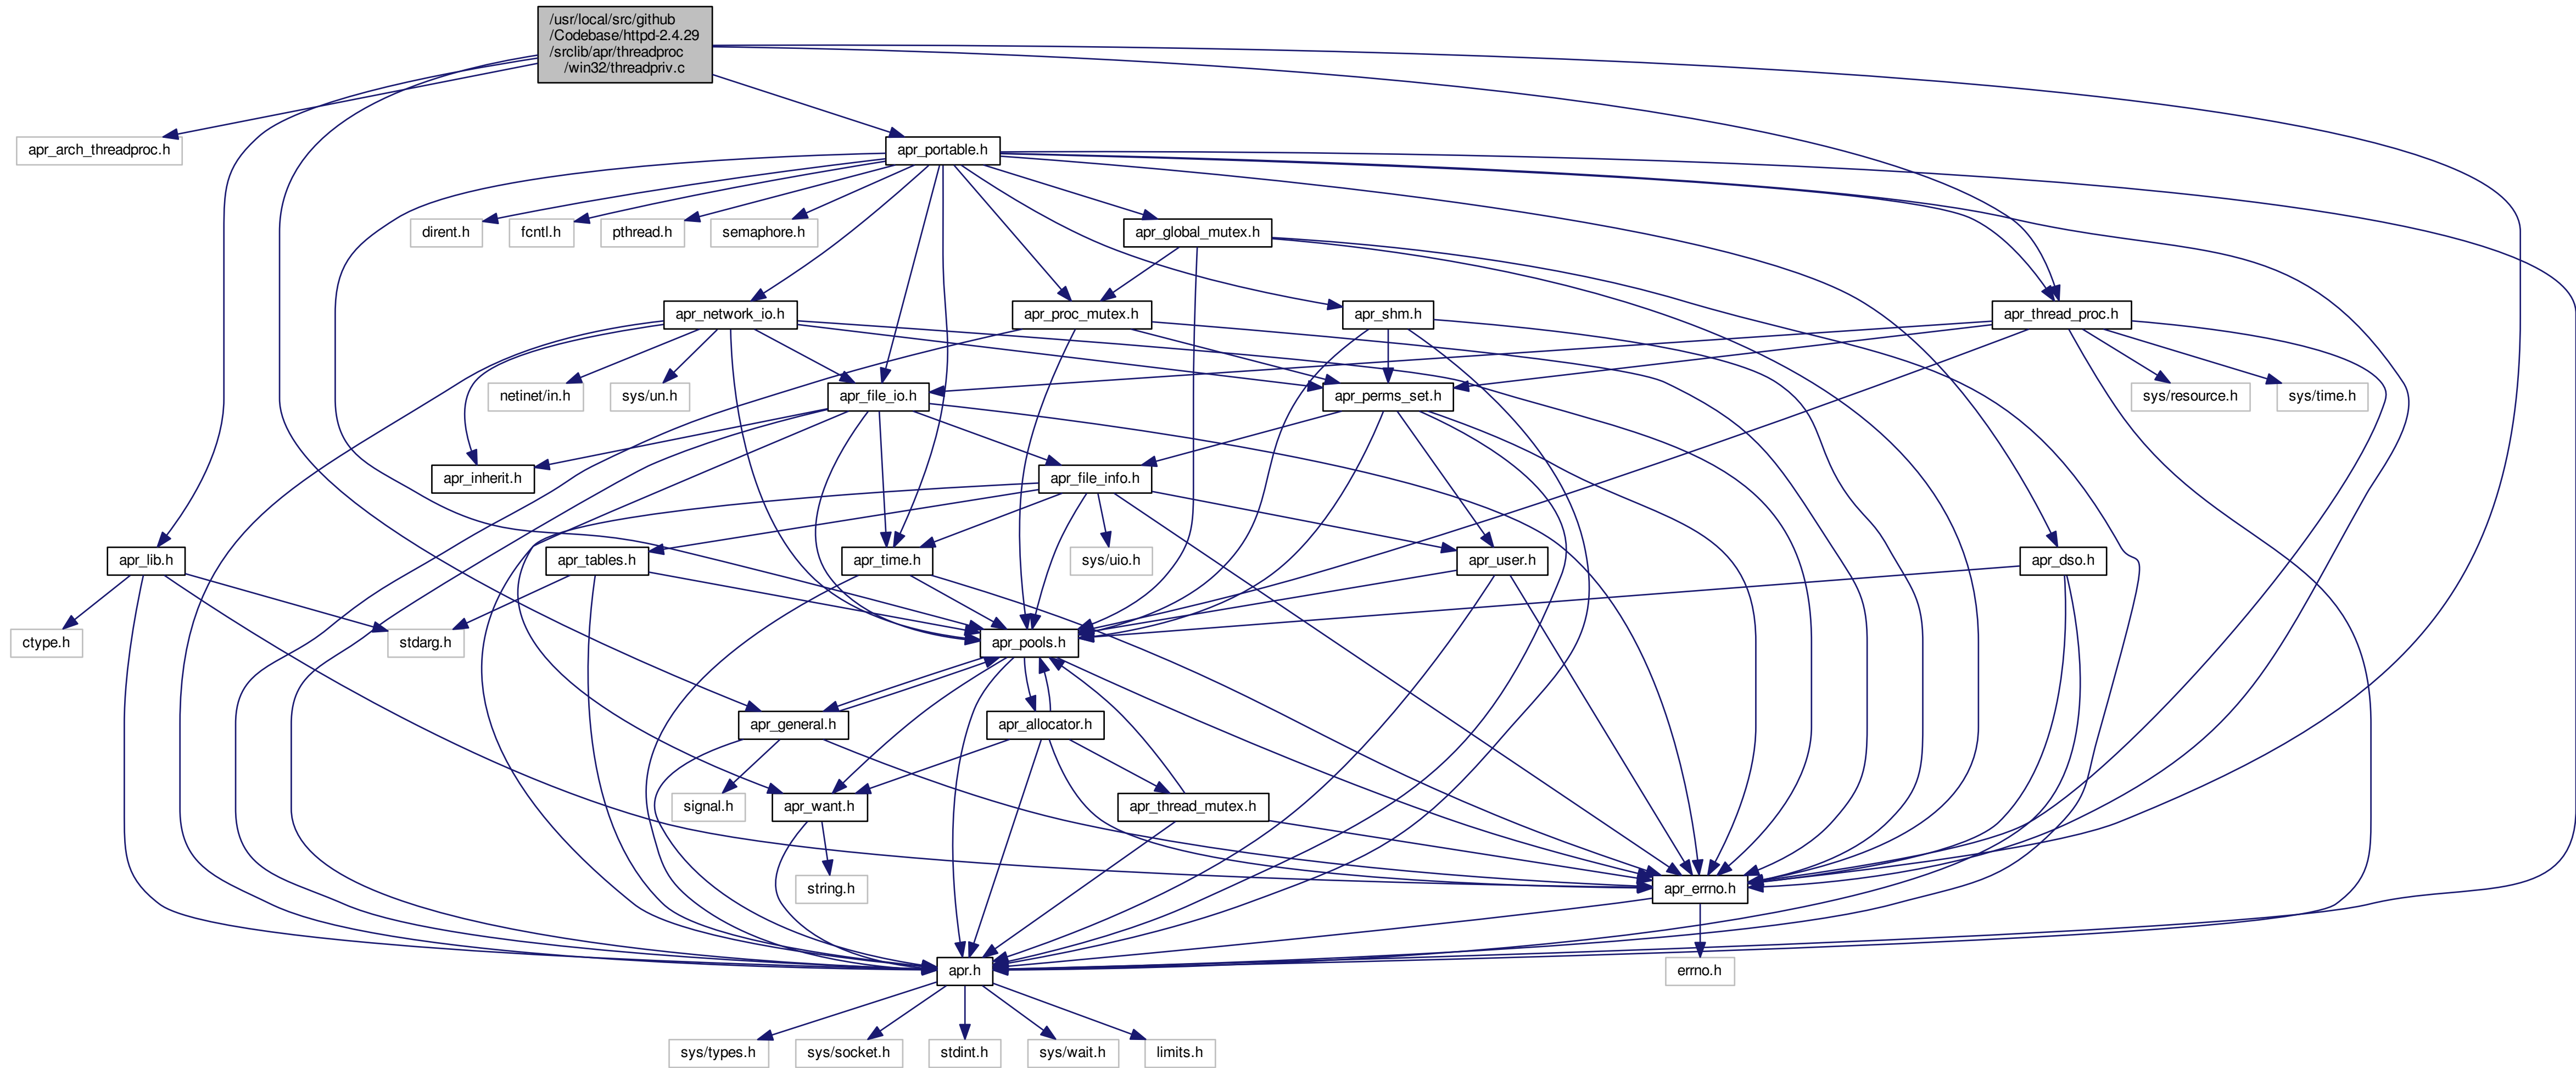 /usr/local/src/github
/Codebase/httpd-2.4.29
/srclib/apr/threadproc
/win32/threadpriv.c
apr_arch_threadproc.h
apr_portable.h
dirent.h
fcntl.h
pthread.h
semaphore.h
apr_global_mutex.h
apr_network_io.h
apr_proc_mutex.h
apr_shm.h
apr_thread_proc.h
netinet/in.h
sys/un.h
apr_file_io.h
apr_perms_set.h
sys/resource.h
sys/time.h
apr_inherit.h
apr_file_info.h
apr_lib.h
apr_tables.h
apr_time.h
sys/uio.h
apr_user.h
apr_dso.h
ctype.h
stdarg.h
apr_pools.h
apr_general.h
apr_allocator.h
signal.h
apr_want.h
apr_thread_mutex.h
string.h
apr_errno.h
apr.h
errno.h
sys/types.h
sys/socket.h
stdint.h
sys/wait.h
limits.h